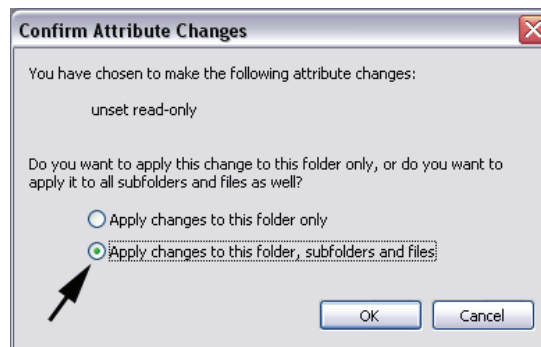 Confirm Attribute Changes
You have chosen to make the following attribute changes:
unset read-only
Do you want to apply this change to this folder only, or do you want to
apply it to all subfolders and files as well?
Apply changes to this folder only
Apply changes to this folder, subfolders and files
OK Cancel